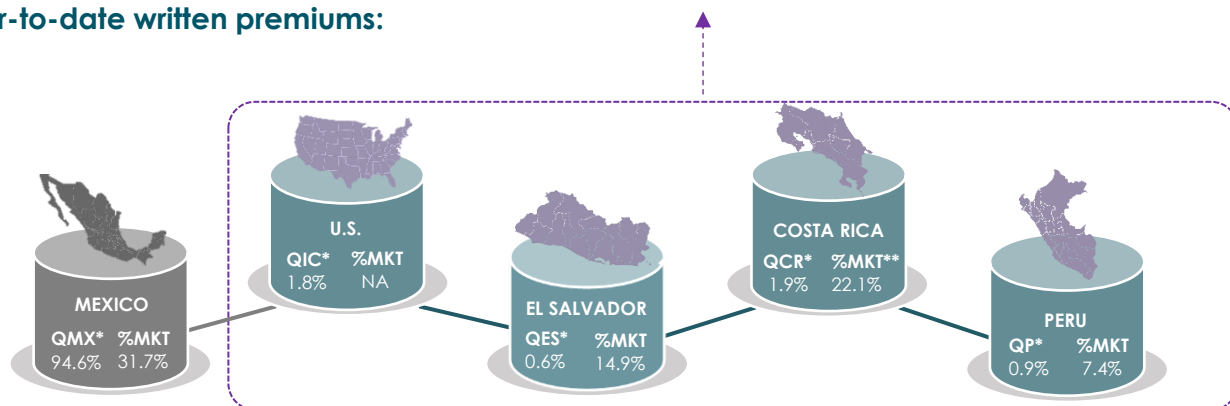 r-to-date written premiums:
MEXICO
QMX* %MKT
94.6% 31.7%
U.S.
QIC* %MKT
1.8% NA
EL SALVADOR
QES* %MKT
0.6% 14.9%
COSTA RICA
QCR* %MKT**
1.9% 22.1%
PERU
QP* %MKT
0.9% 7.4%